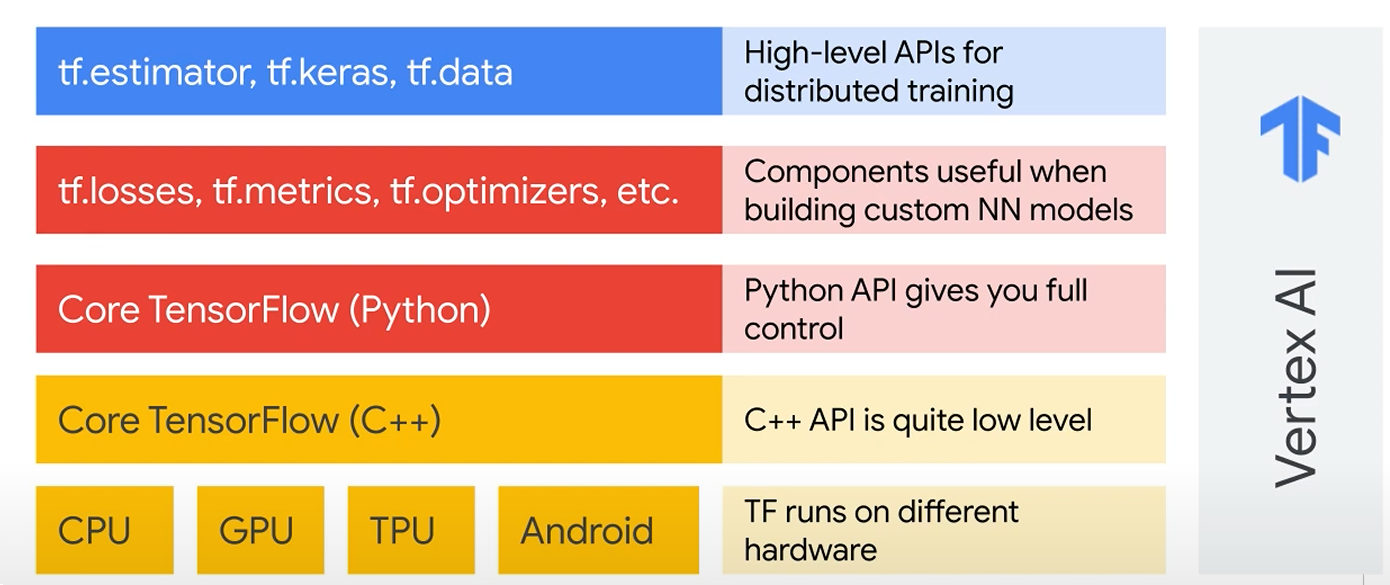 tf.estimator, tf.keras, tf.data
High-level APIs for
distributed training
tf.losses, tf.metrics, tf.optimizers, etc.
Components useful when
building custom NN models
Core TensorFlow (Python)
Python API gives you full
control
Core TensorFlow (C++)
C++ API is quite low level
CPU
GPU
TPU
Android
TF runs on different
hardware
Vertex AI